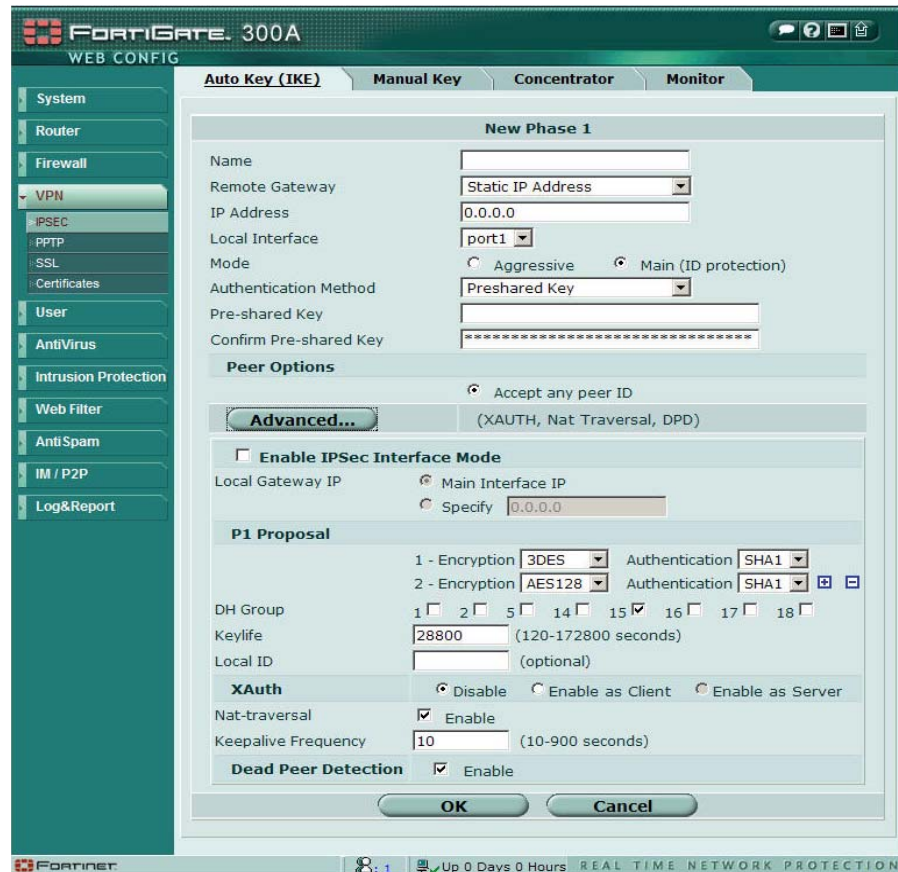 FORTIGATE. 300A
WEB CONFIG
Auto Key (IKE) Manual Key Concentrator Monitor
System
Router
Firewall
VPN
IPSEC
PPTP
SSL
Certificates
User
AntiVirus
Intrusion Protection
Web Filter
AntiSpam
IM / P2P
Log&Report
New Phase 1
Name
Remote Gateway Static IP Address
IP Address 0.0.0.0
Local Interface port1
Mode Aggressive Main (ID protection)
Authentication Method Preshared Key
Pre-shared Key
Confirm Pre-shared Key ******************************
Peer Options
Accept any peer ID
Advanced... (XAUTH, Nat Traversal, DPD)
Enable IPSec Interface Mode
Local Gateway IP Main Interface IP
Specify 0.0.0.0
P1 Proposal
1 - Encryption 3DES Authentication SHA1
2 - Encryption AES128 Authentication SHA1
DH Group 1 2 5 14 15 16 17 18
Keylife 28800 (120-172800 seconds)
Local ID (optional)
XAuth Disable Enable as Client Enable as Server
Nat-traversal Enable
Keepalive Frequency 10 (10-900 seconds)
Dead Peer Detection Enable
OK Cancel
FORTINET : 1 Up 0 Days 0 Hours REAL TIME NETWORK PROTECTION